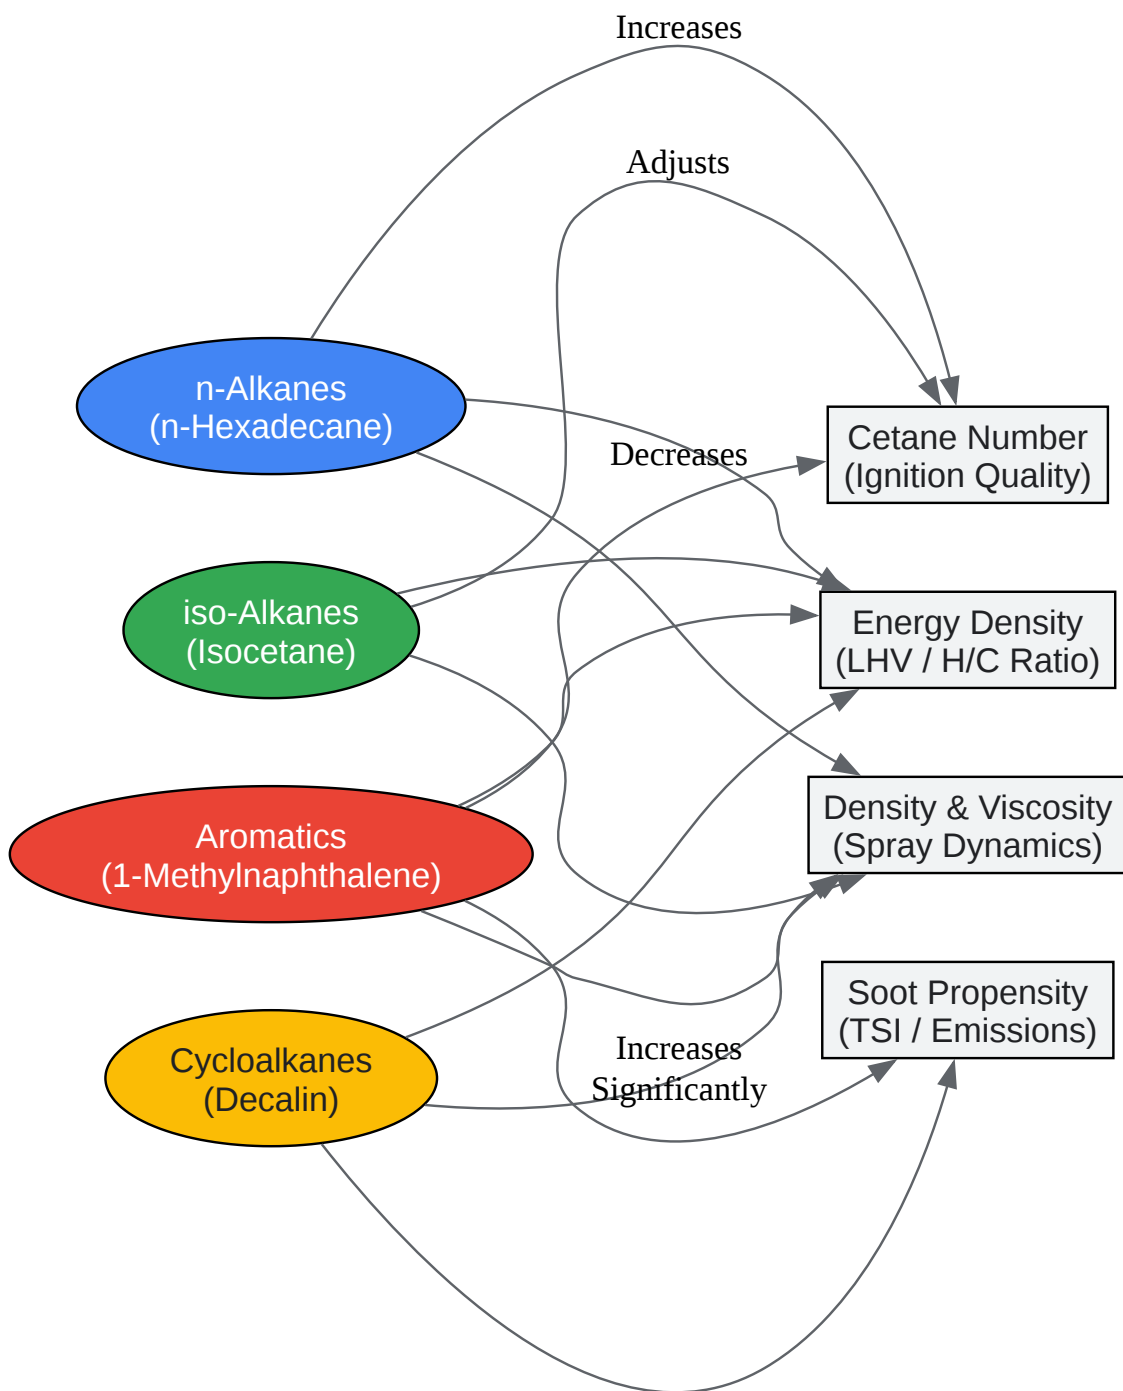 Increases
Adjusts
n-Alkanes
(n-Hexadecane)
Decreases
Cetane Number
(Ignition Quality)
iso-Alkanes
(Isocetane)
Energy Density
(LHV / H/C Ratio)
Aromatics
(1-Methylnaphthalene)
Density & Viscosity
(Spray Dynamics)
Cycloalkanes
(Decalin)
Increases
Significantly
Soot Propensity
(TSI / Emissions)